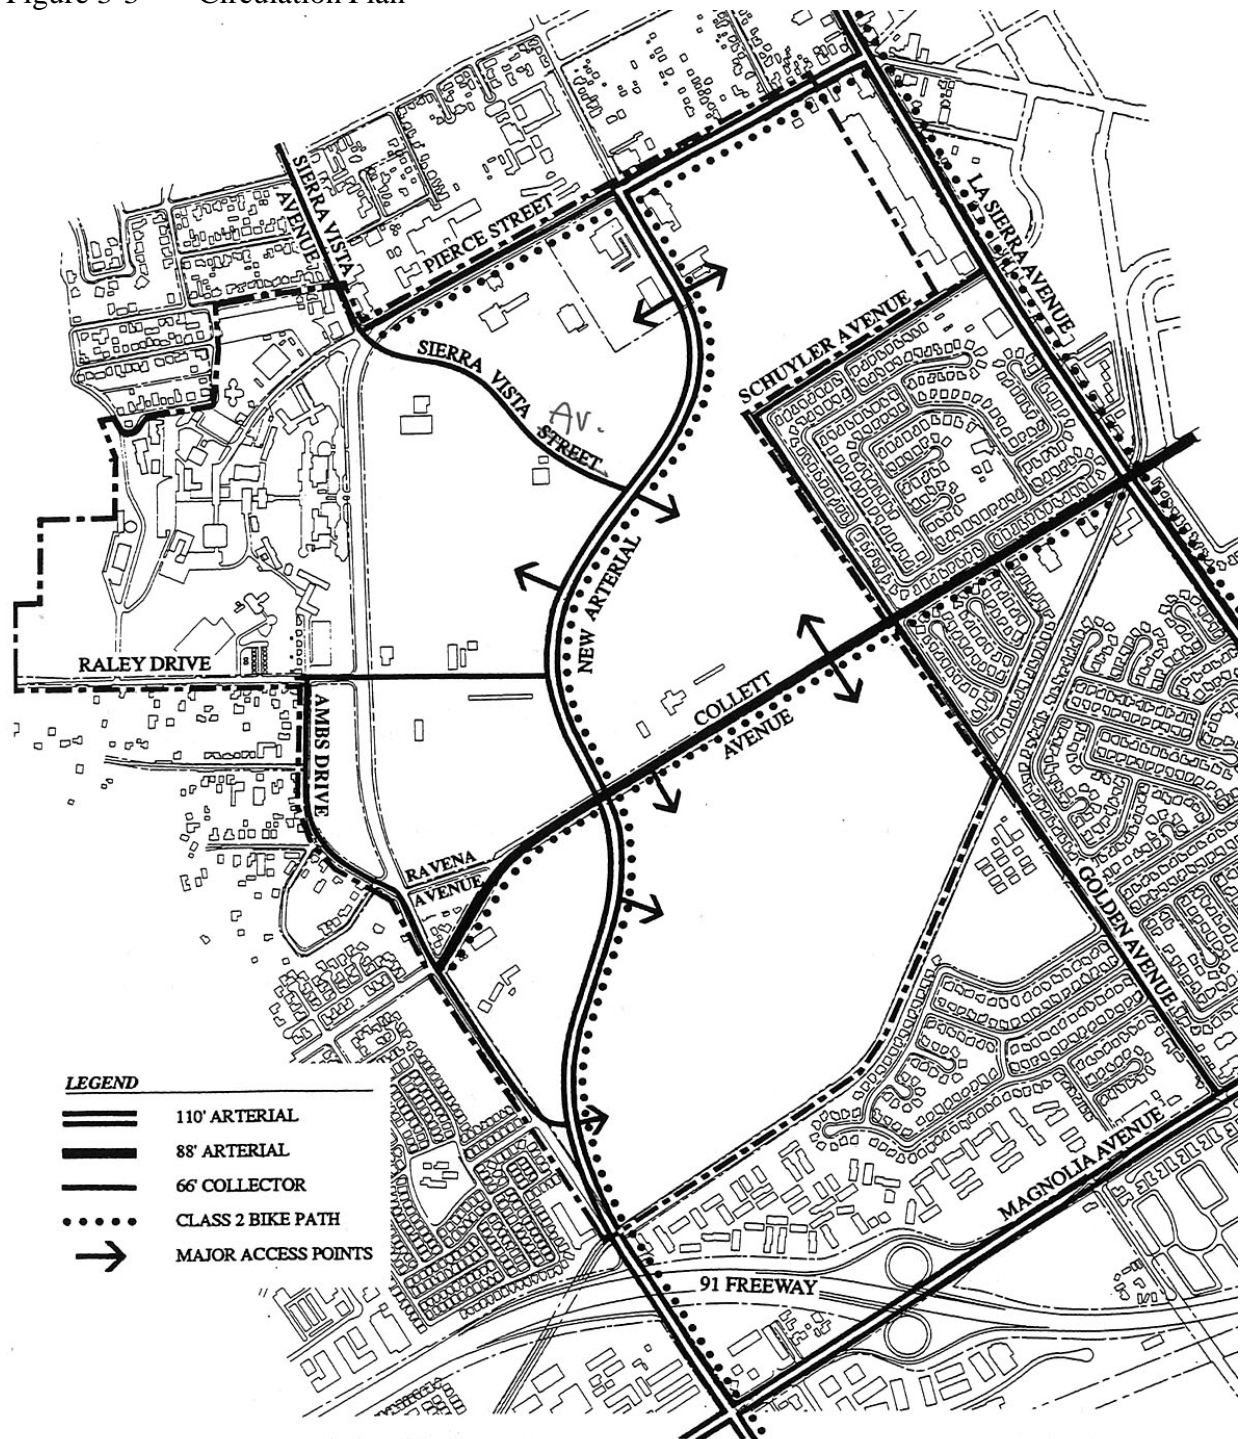 Figure 3-3 Circulation Plan
SIERRA VISTA
AVENUE
PIERCE STREET
LA SIERRA AVENUE
SIERRA VISTA STREET
Av.
SCHUYLER AVENUE
NEW ARTERIAL
RALEY DRIVE
8
AMBS DRIVE
COLLETT
AVENUE
RAVENA
AVENUE
GOLDEN AVENUE
MAGNOLIA AVENUE
91 FREEWAY
LEGEND
110' ARTERIAL
88' ARTERIAL
66' COLLECTOR
CLASS 2 BIKE PATH
MAJOR ACCESS POINTS